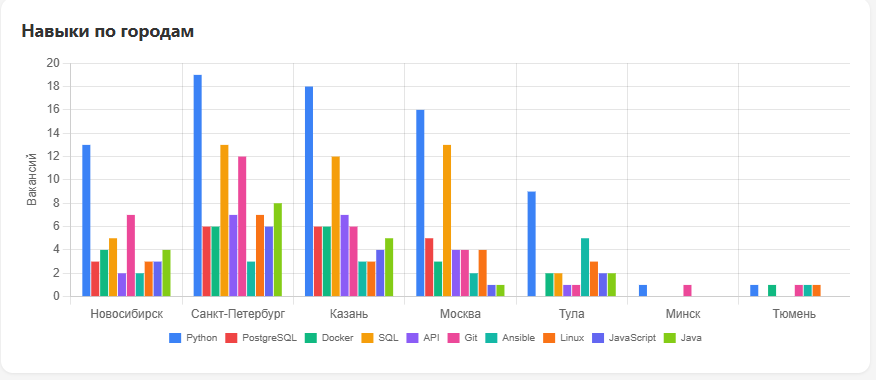 Навыки по городам
20
18
16
14
12
10
8
6
4
2
0
Вакансий
Новосибирск Санкт-Петербург Казань Москва Тула Минск Тюмень
Python PostgreSQL Docker SQL API Git Ansible Linux JavaScript Java